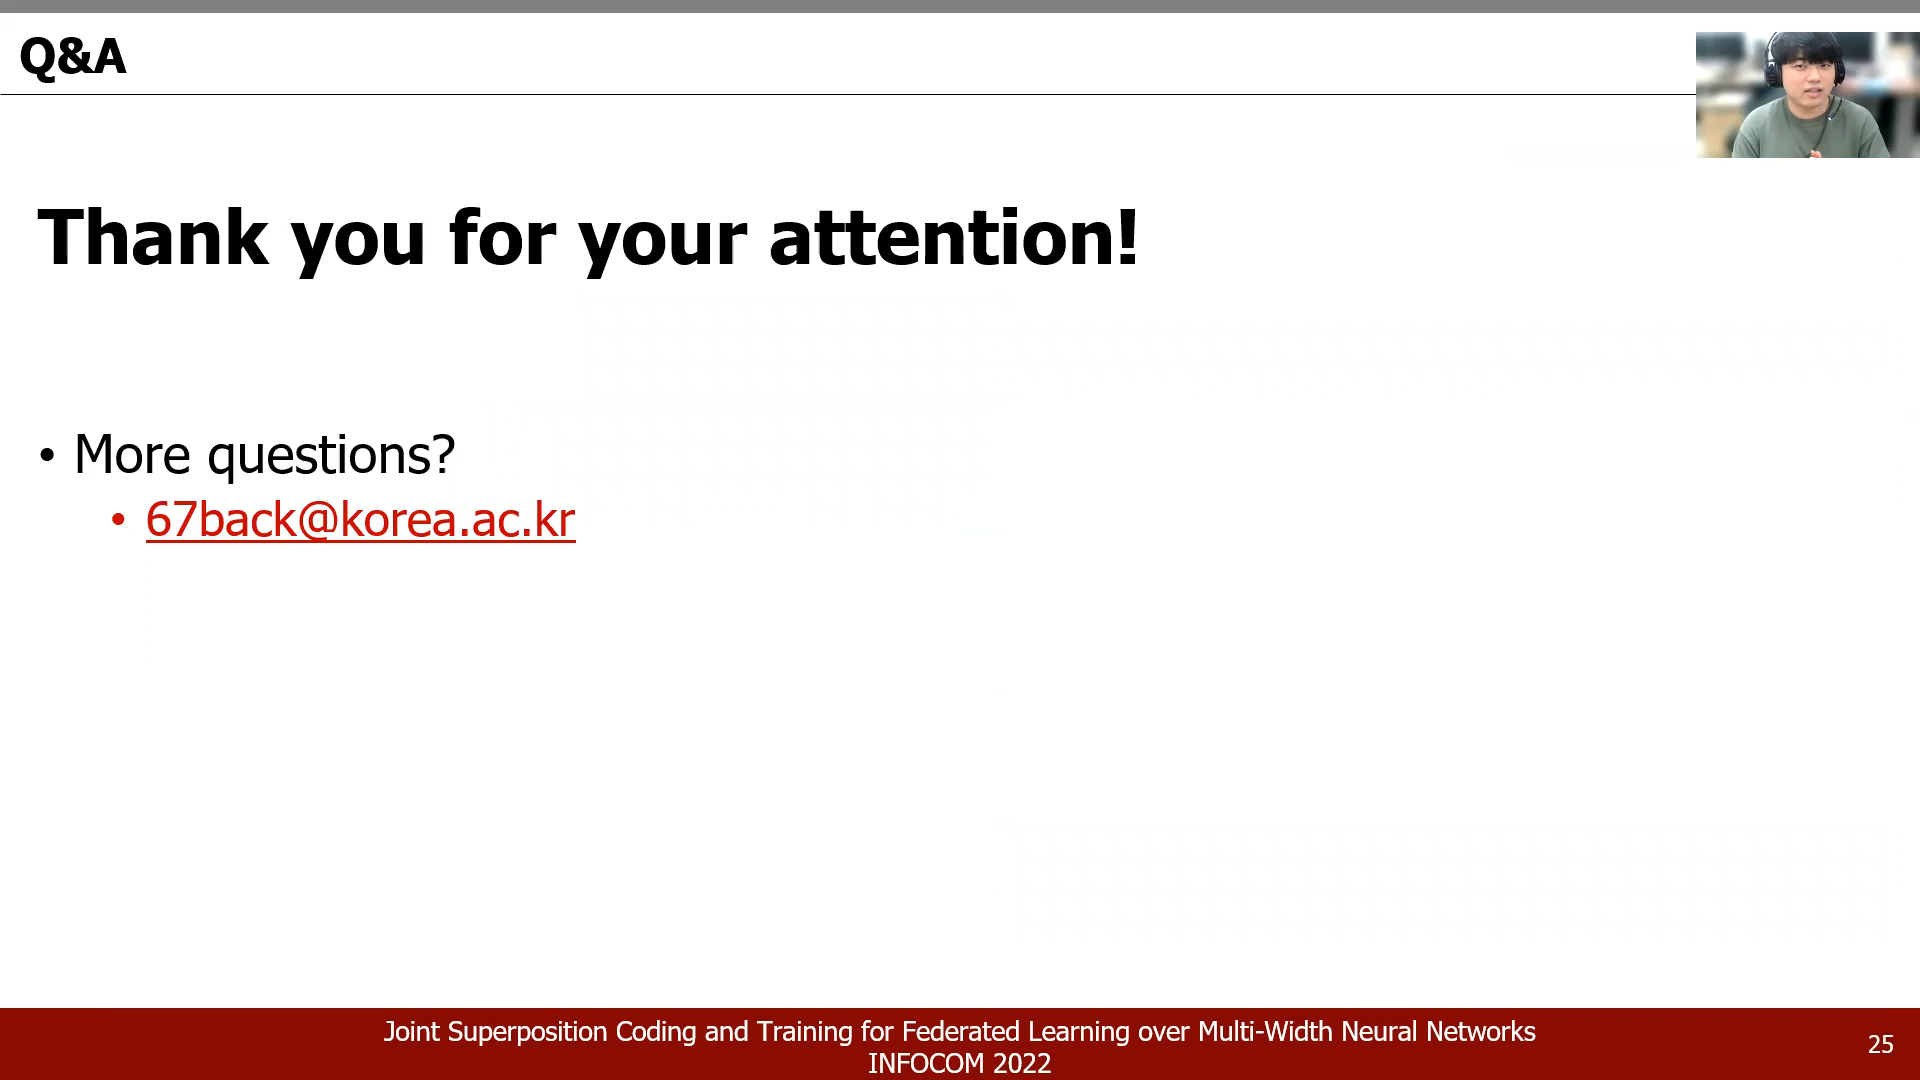 Q&A
Thank you for your attention!
• More questions?
• 67back@korea.ac.kr
Joint Superposition Coding and Training for Federated Learning over Multi-Width Neural Networks
INFOCOM 2022
25